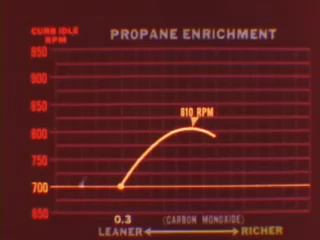 CURB IDLE
RPM
PROPANE ENRICHMENT
950
900
850
810 RPM
800
750
700
650
0.3 (CARBON MONOXIDE)
LEANER RICHER